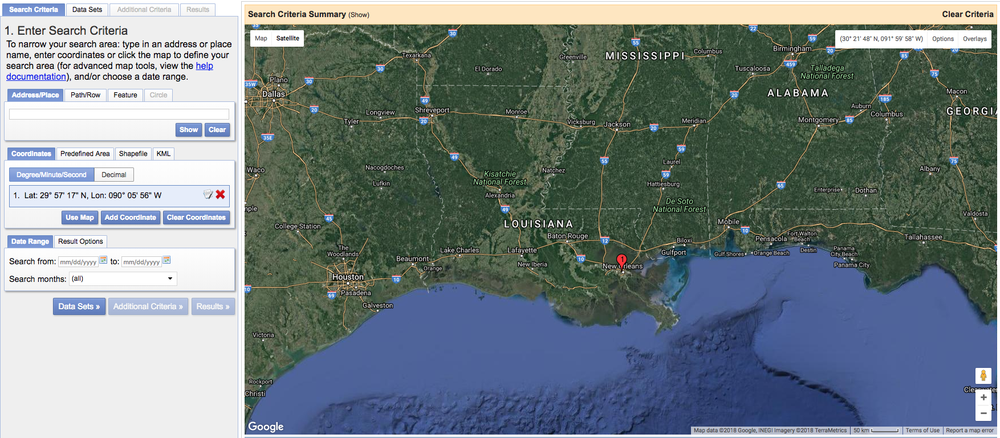 Search Criteria
Data Sets
Additional Criteria
Results
1. Enter Search Criteria
To narrow your search area: type in an address or place
name, enter coordinates or click the map to define your
search area (for advanced map tools, view the help
documentation), and/or choose a date range.
Address/Place
Path/Row
Feature
Circle
Show
Clear
Coordinates
Predefined Area
Shapefile
KML
Degree/Minute/Second
Decimal
1. Lat: 29° 57' 17" N, Lon: 090° 05' 56" W
Use Map
Add Coordinate
Clear Coordinates
Date Range
Result Options
Search from: mm/dd/yyyy to: mm/dd/yyyy
Search months: (all)
Data Sets »
Additional Criteria »
Results »
Search Criteria Summary (Show)
Clear Criteria
Map
Satellite
(30° 21' 48" N, 091° 59' 58" W)
Options
Overlays
35
30
55
22
59
20
Texarkana
Greenville
MISSISSIPPI
Columbus
Birmingham
20
85
459
30
El Dorado
Tuscaloosa
Talladega
National Forest
75
35W
Plano
30
Dallas
49
20
ALABAMA
185
Macon
20
Longview
Shreveport
Monroe
Auburn
Columbus
GEORGIA
Tyler
20
Vicksburg
Jackson
20
Meridian
Montgomery
85
35E
49
55
59
75
Waco
Nacogdoches
Kisatchie
National Forest
Natchez
Laurel
59
Albany
Lufkin
Alexandria
Hattiesburg
65
Enterprise
Dothan
49
De Soto
National Forest
45
College Station
LOUISIANA
Mobile
10
Valdosta
Baton Rouge
12
Biloxi
Pensacola
Fort Walton
Beach
Tallahassee
The
Woodlands
Lake Charles
Lafayette
10
Gulfport
Gulf Shores
Orange Beach
Destin
Panama
City Beach
Beaumont
Orange
New Iberia
1
New Orleans
Panama City
Houston
10
10
69
Pasadena
Galveston
Victoria
Rockport
Christi
Google
+
−
Map data ©2018 Google, INEGI Imagery ©2018 TerraMetrics
50 km
Terms of Use
Report a map error